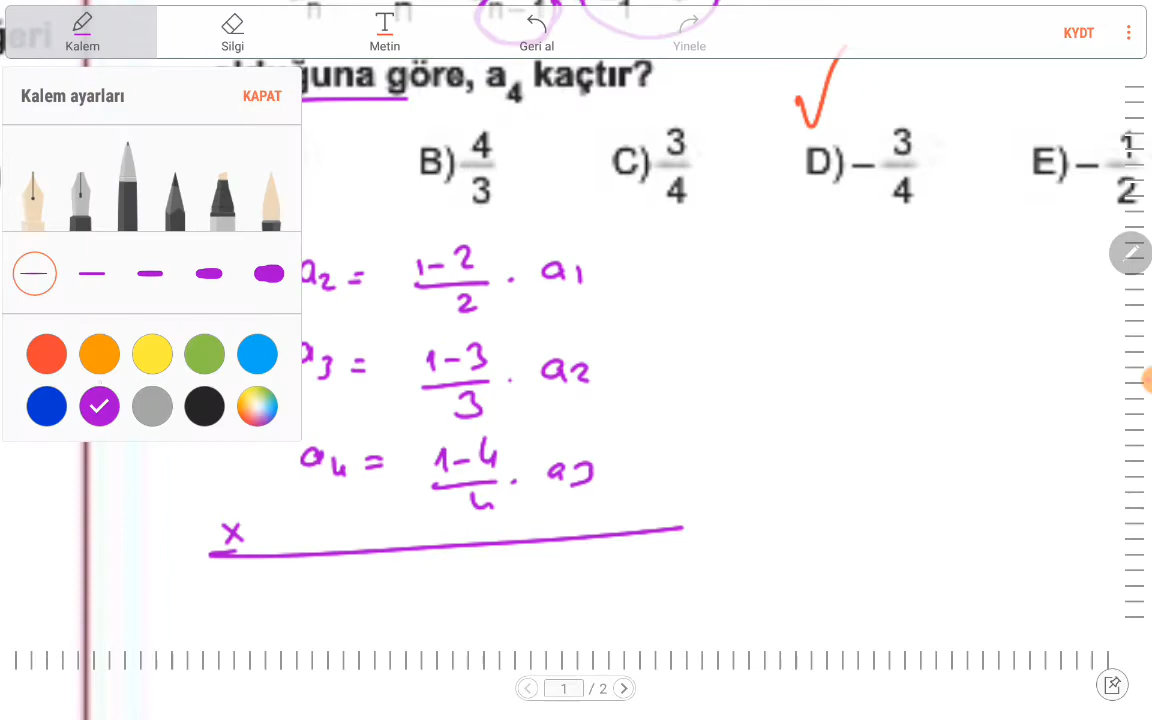 Kalem Silgi Metin Geri al Yinele KYDT
Kalem ayarları KAPAT
göre, a₄ kaçtır?
B) 4/3 C) 3/4 D) – 3/4 E) – 1/2
a2 = (1-2)/2 . a1
a3 = (1-3)/3 . a2
a4 = (1-4)/4 . a3
x
1 / 2